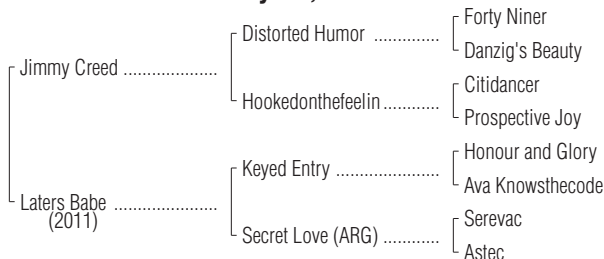 Forty Niner
Distorted Humor ..............
Danzig's Beauty
Jimmy Creed ....................
Citidancer
Hookedonthefeelin ............
Prospective Joy
Honour and Glory
Keyed Entry ......................
Ava Knowsthecode
Laters Babe ......................
(2011)
Serevac
Secret Love (ARG) ............
Astec